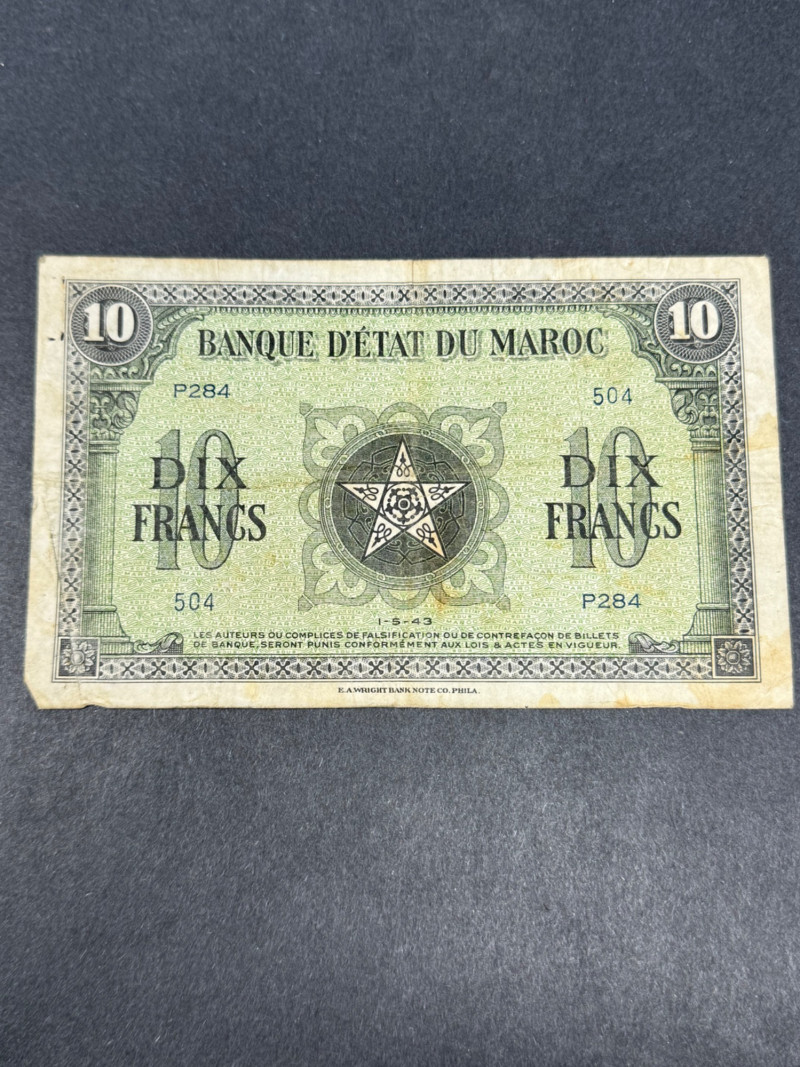 10 10
BANQUE D'ÉTAT DU MAROC
P284 504
10 10
DIX DIX
FRANCS FRANCS
504 P284
1-5-43
LES AUTEURS OU COMPLICES DE FALSIFICATION OU DE CONTREFAÇON DE BILLETS
DE BANQUE, SERONT PUNIS CONFORMÉMENT AUX LOIS & ACTES EN VIGUEUR.
E. A. WRIGHT BANK NOTE CO. PHILA.